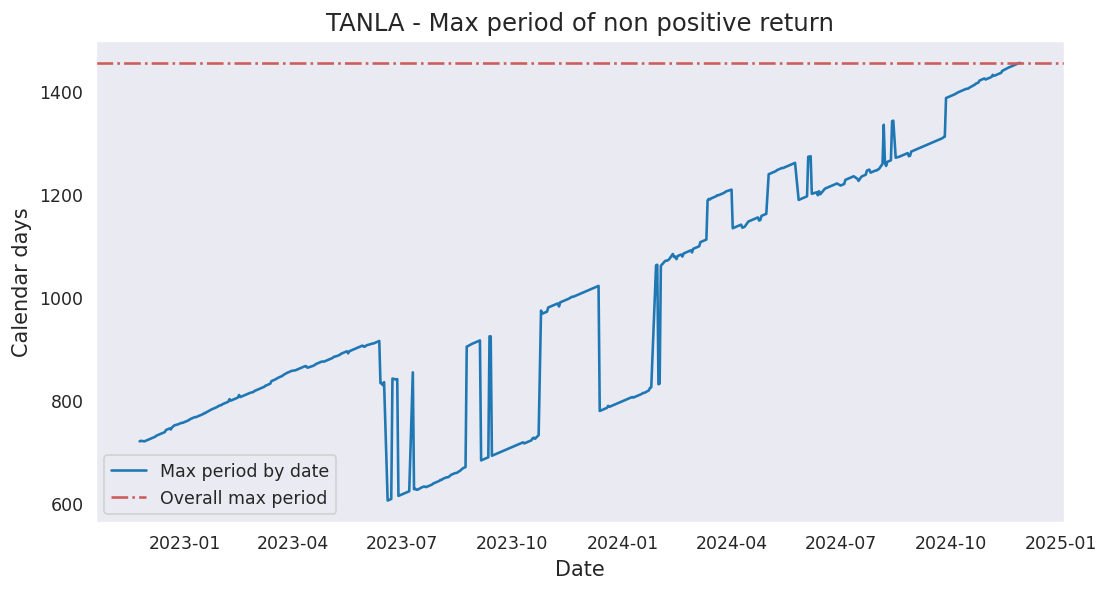 TANLA - Max period of non positive return
Calendar days
1400
1200
1000
800
600
Max period by date
Overall max period
2023-01 2023-04 2023-07 2023-10 2024-01 2024-04 2024-07 2024-10 2025-01
Date